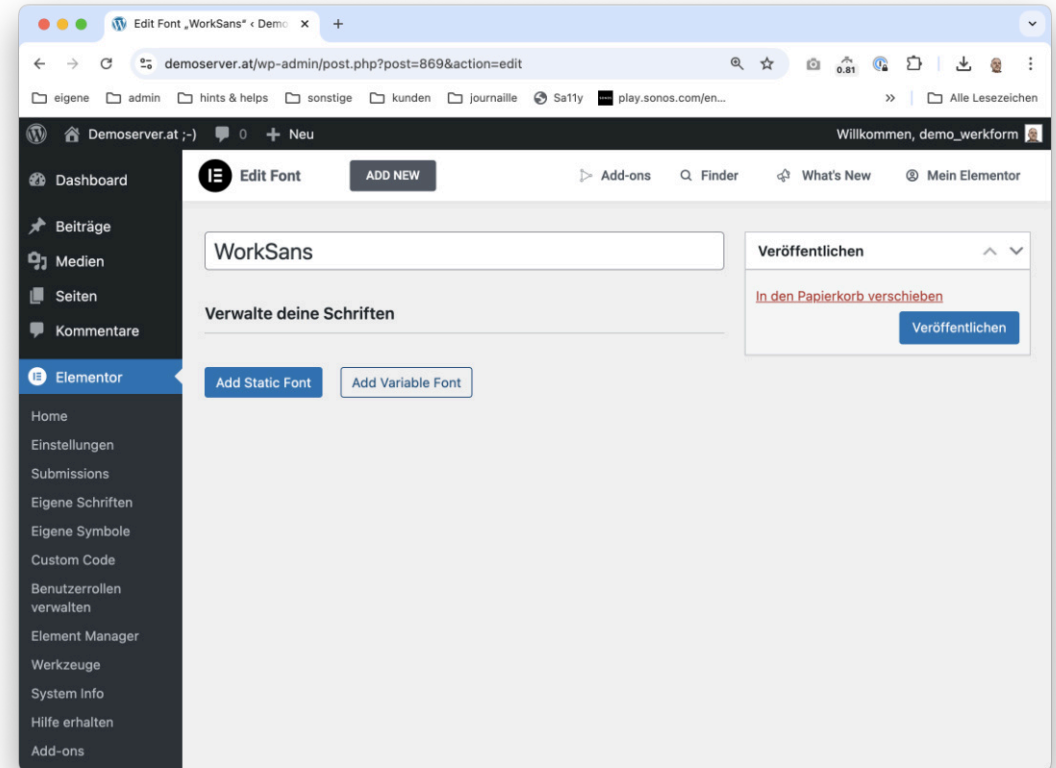 Edit Font „WorkSans“ ‹ Demo
demoserver.at/wp-admin/post.php?post=869&action=edit
0.81
eigene admin hints & helps sonstige kunden journaille Sa11y play.sonos.com/en... » Alle Lesezeichen
Demoserver.at ;-) 0 + Neu Willkommen, demo_werkform
Dashboard
Beiträge
Medien
Seiten
Kommentare
Elementor
Home
Einstellungen
Submissions
Eigene Schriften
Eigene Symbole
Custom Code
Benutzerrollen
verwalten
Element Manager
Werkzeuge
System Info
Hilfe erhalten
Add-ons
Edit Font ADD NEW Add-ons Finder What's New Mein Elementor
WorkSans
Verwalte deine Schriften
Add Static Font Add Variable Font
Veröffentlichen
In den Papierkorb verschieben
Veröffentlichen